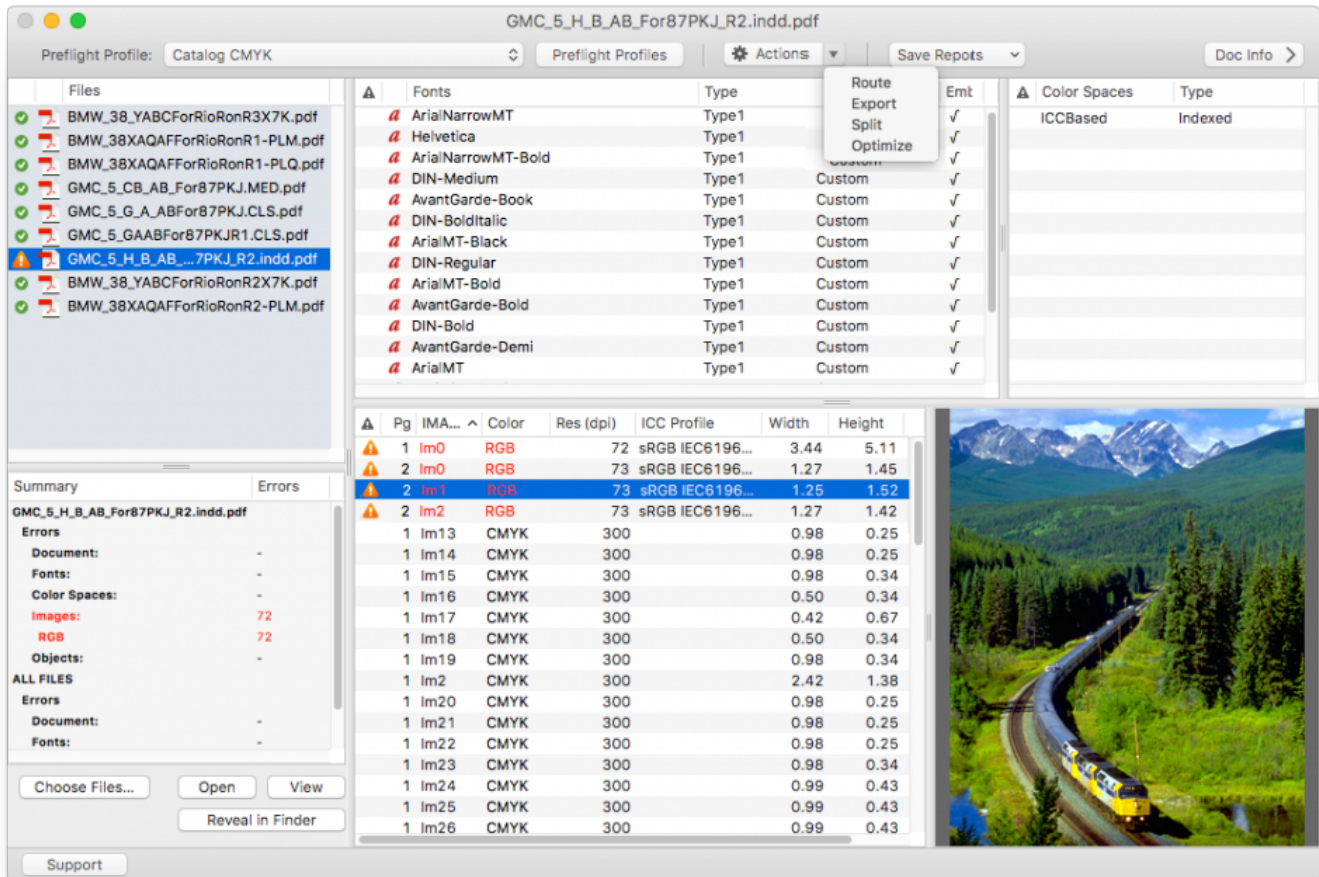 GMC_5_H_B_AB_For87PKJ_R2.indd.pdf
Preflight Profile: Catalog CMYK Preflight Profiles Actions Save Repots Doc Info
Route
Export
Split
Optimize
Files
BMW_38_YABCForRioRonR3X7K.pdf
BMW_38XAQAFForRioRonR1-PLM.pdf
BMW_38XAQAFForRioRonR1-PLQ.pdf
GMC_5_CB_AB_For87PKJ.MED.pdf
GMC_5_G_A_ABFor87PKJ.CLS.pdf
GMC_5_GAABFor87PKJR1.CLS.pdf
GMC_5_H_B_AB_...7PKJ_R2.indd.pdf
BMW_38_YABCForRioRonR2X7K.pdf
BMW_38XAQAFForRioRonR2-PLM.pdf
Fonts Type Emt
ArialNarrowMT Type1 √
Helvetica Type1 √
ArialNarrowMT-Bold Type1 Custom √
DIN-Medium Type1 Custom √
AvantGarde-Book Type1 Custom √
DIN-BoldItalic Type1 Custom √
ArialMT-Black Type1 Custom √
DIN-Regular Type1 Custom √
ArialMT-Bold Type1 Custom √
AvantGarde-Bold Type1 Custom √
DIN-Bold Type1 Custom √
AvantGarde-Demi Type1 Custom √
ArialMT Type1 Custom √
Color Spaces Type
ICCBased Indexed
Summary Errors
GMC_5_H_B_AB_For87PKJ_R2.indd.pdf
Errors
Document: -
Fonts: -
Color Spaces: -
Images: 72
RGB 72
Objects: -
ALL FILES
Errors
Document: -
Fonts: -
Choose Files... Open View
Reveal in Finder
Support
Pg IMA... Color Res (dpi) ICC Profile Width Height
1 Im0 RGB 72 sRGB IEC6196... 3.44 5.11
2 Im0 RGB 73 sRGB IEC6196... 1.27 1.45
2 Im1 RGB 73 sRGB IEC6196... 1.25 1.52
2 Im2 RGB 73 sRGB IEC6196... 1.27 1.42
1 Im13 CMYK 300 0.98 0.25
1 Im14 CMYK 300 0.98 0.25
1 Im15 CMYK 300 0.98 0.34
1 Im16 CMYK 300 0.50 0.34
1 Im17 CMYK 300 0.42 0.67
1 Im18 CMYK 300 0.50 0.34
1 Im19 CMYK 300 0.98 0.34
1 Im2 CMYK 300 2.42 1.38
1 Im20 CMYK 300 0.98 0.25
1 Im21 CMYK 300 0.98 0.25
1 Im22 CMYK 300 0.98 0.25
1 Im23 CMYK 300 0.98 0.34
1 Im24 CMYK 300 0.99 0.43
1 Im25 CMYK 300 0.99 0.43
1 Im26 CMYK 300 0.99 0.43